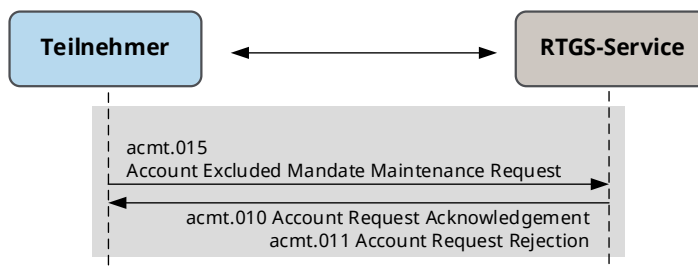 Teilnehmer
RTGS-Service
acmt.015
Account Excluded Mandate Maintenance Request
acmt.010 Account Request Acknowledgement
acmt.011 Account Request Rejection